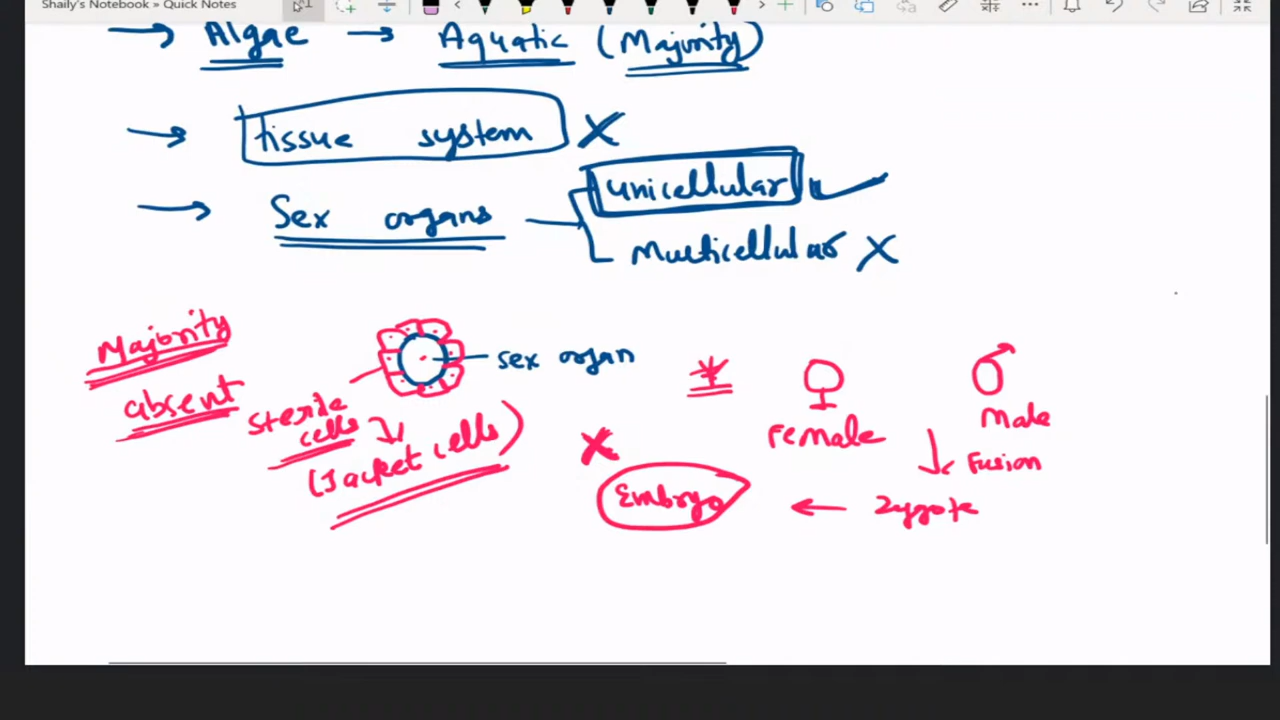 Shaily's Notebook » Quick Notes
→ Algae → Aquatic (Majority)
→ tissue system X
→ Sex organs
unicellular ✓
Multicellular X
Majority
absent
sex organ
sterile
cells
(Jacket cells)
* ♀ ♂
Female
Male
Fusion
X
Embryo ← Zygote